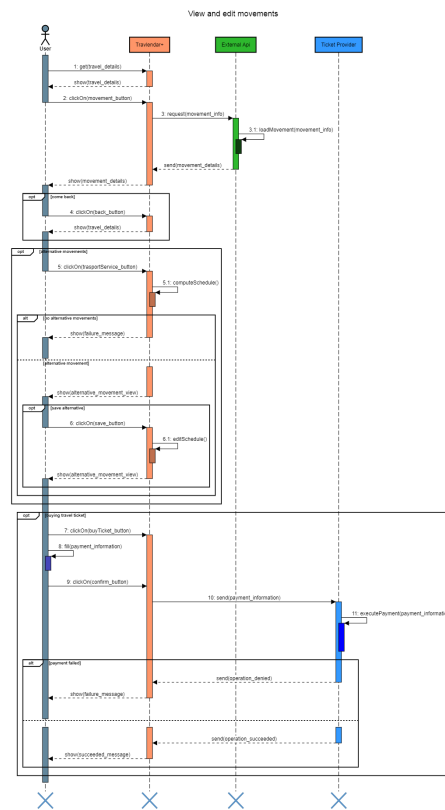 View and edit movements
User
Travlendar+
External Api
Ticket Provider
1: get(travel_details)
show(travel_details)
2: clickOn(movement_button)
3: request(movement_info)
3.1: loadMovement(movement_info)
send(movement_details)
show(movement_details)
opt
[come back]
4: clickOn(back_button)
show(travel_details)
opt
[alternative movements]
5: clickOn(trasportService_button)
5.1: computeSchedule()
alt
[no alternative movements]
show(failure_message)
[alternative movement]
show(alternative_movement_view)
opt
[save alternative]
6: clickOn(save_button)
6.1: editSchedule()
show(alternative_movement_view)
opt
[buying travel ticket]
7: clickOn(buyTicket_button)
8: fill(payment_information)
9: clickOn(confirm_button)
10: send(payment_information)
11: executePayment(payment_informatio
alt
[payment failed]
send(operation_denied)
show(failure_message)
send(operation_succeeded)
show(succeeded_message)